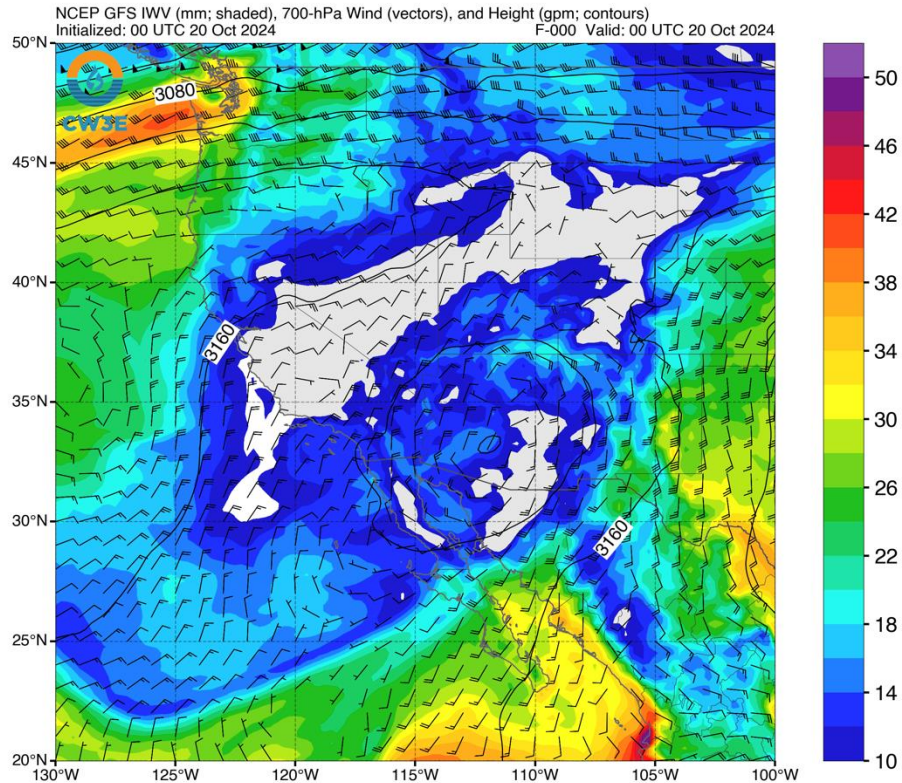 NCEP GFS IWV (mm; shaded), 700-hPa Wind (vectors), and Height (gpm; contours)
Initialized: 00 UTC 20 Oct 2024 F-000 Valid: 00 UTC 20 Oct 2024
50°N
45°N
40°N
35°N
30°N
25°N
20°N
130°W
125°W
120°W
115°W
110°W
105°W
100°W
CW3E
3080
3160
3160
50
46
42
38
34
30
26
22
18
14
10